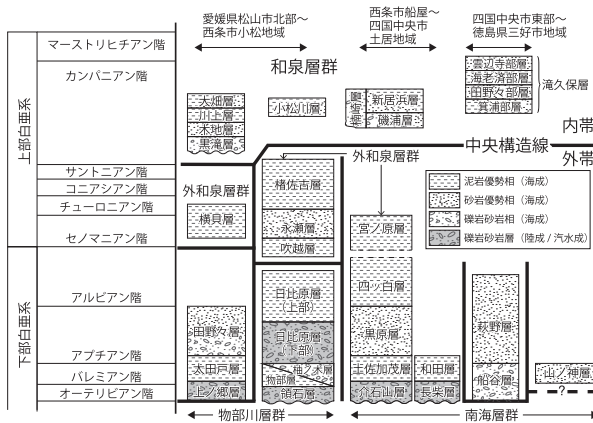 愛媛県松山市北部～
西条市小松地域
西条市船屋～
四国中央市
土居地域
四国中央市東部～
徳島県三好市地域
上部白亜系
マーストリヒチアン階
カンパニアン階
サントニアン階
コニアシアン階
チューロニアン階
セノマニアン階
下部白亜系
アルビアン階
アプチアン階
バレミアン階
オーテリビアン階
和泉層群
大畑層
川上層
米地層
黒滝層
小松川層
新居浜層
磯浦層
雲辺寺部層
海老済部層
田野々部層
箕浦部層
滝久保層
内帯
中央構造線
外帯
外和泉層群
外和泉層群
楮佐古層
永瀬層
吹越層
横貝層
宮ノ原層
泥岩優勢相（海成）
砂岩優勢相（海成）
礫岩砂岩相（海成）
礫岩砂岩層（陸成/汽水成）
日比原層
（上部）
日比原層
（下部）
柚ノ木層
物部層
領石層
田野々層
太田戸層
上ノ郷層
四ッ白層
黒原層
土佐加茂層
介石山層
和田層
長柴層
萩野層
船谷層
山ノ神層
?
物部川層群
南海層群